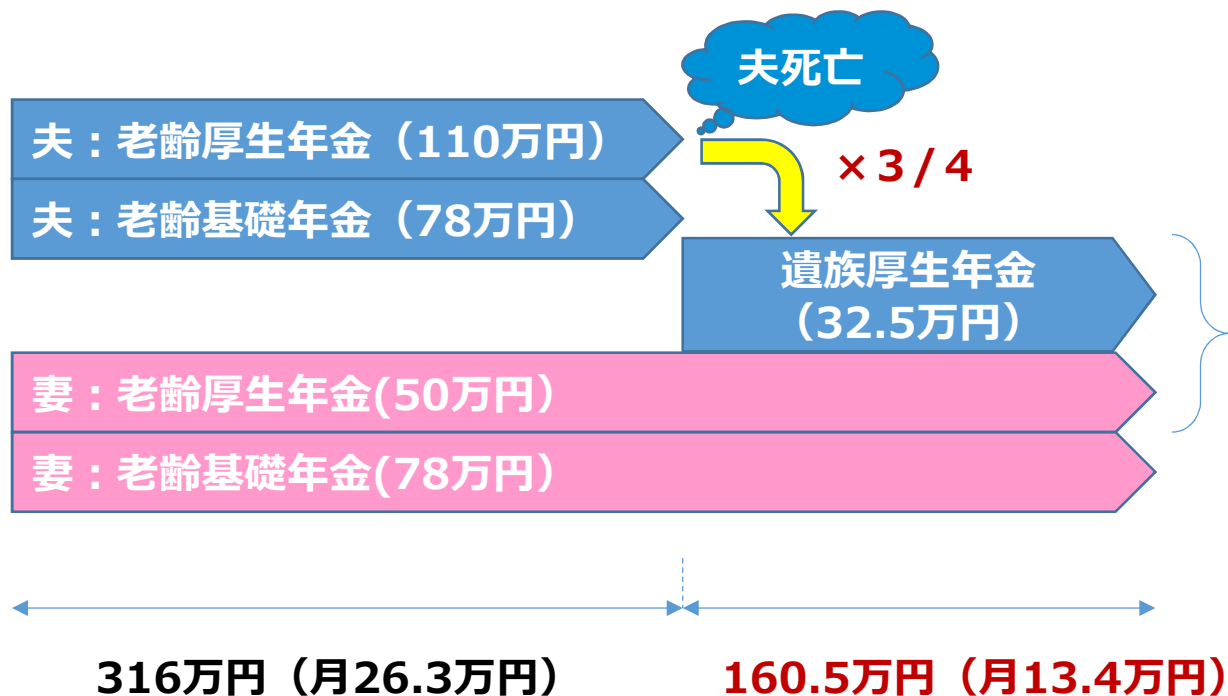 夫死亡
夫：老齢厚生年金（110万円）
×３/４
夫：老齢基礎年金（78万円）
遺族厚生年金
（32.5万円）
妻：老齢厚生年金(50万円）
妻：老齢基礎年金(78万円）
316万円（月26.3万円）
160.5万円（月13.4万円）